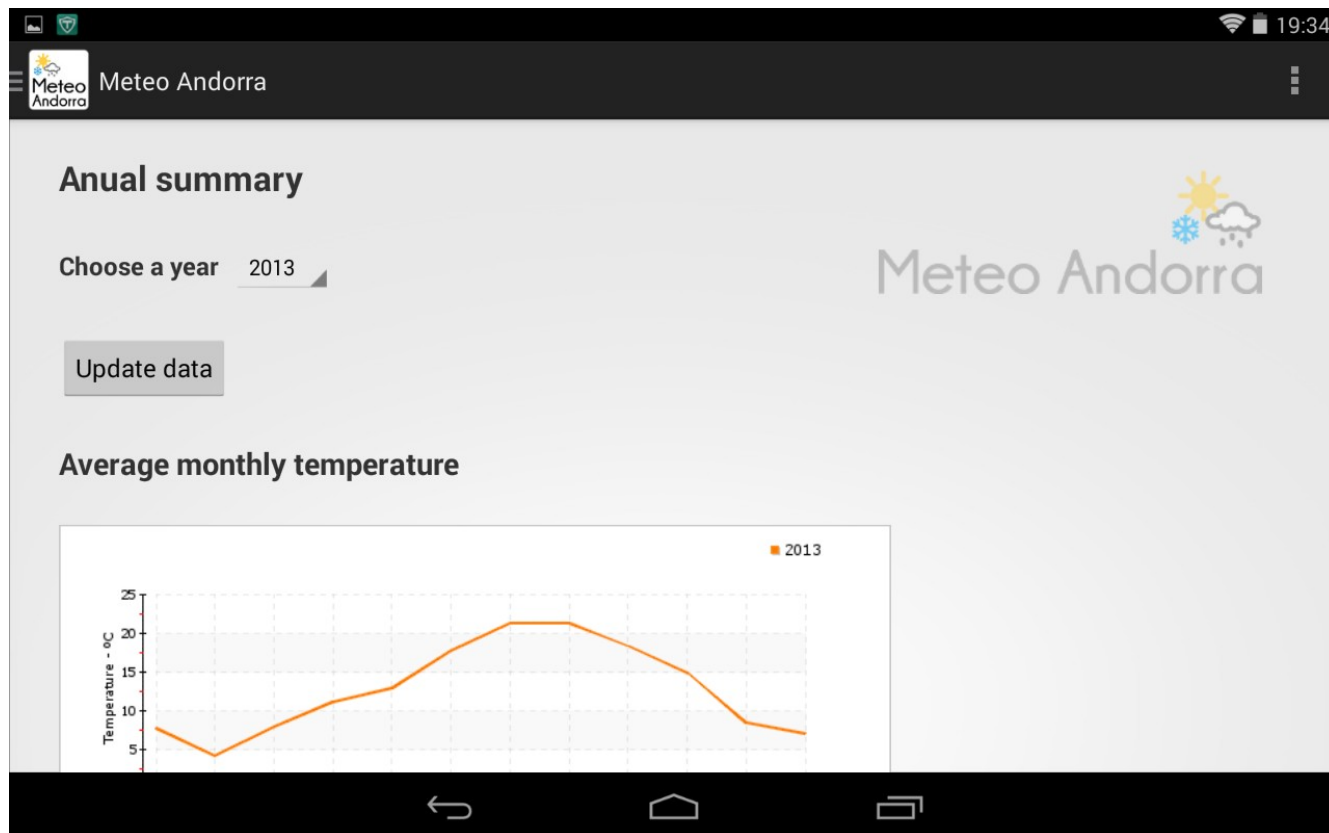 19:34
Meteo
Andorra
Meteo Andorra
Anual summary
Meteo Andorra
Choose a year 2013
Update data
Average monthly temperature
2013
Temperature - ºC
25
20
15
10
5